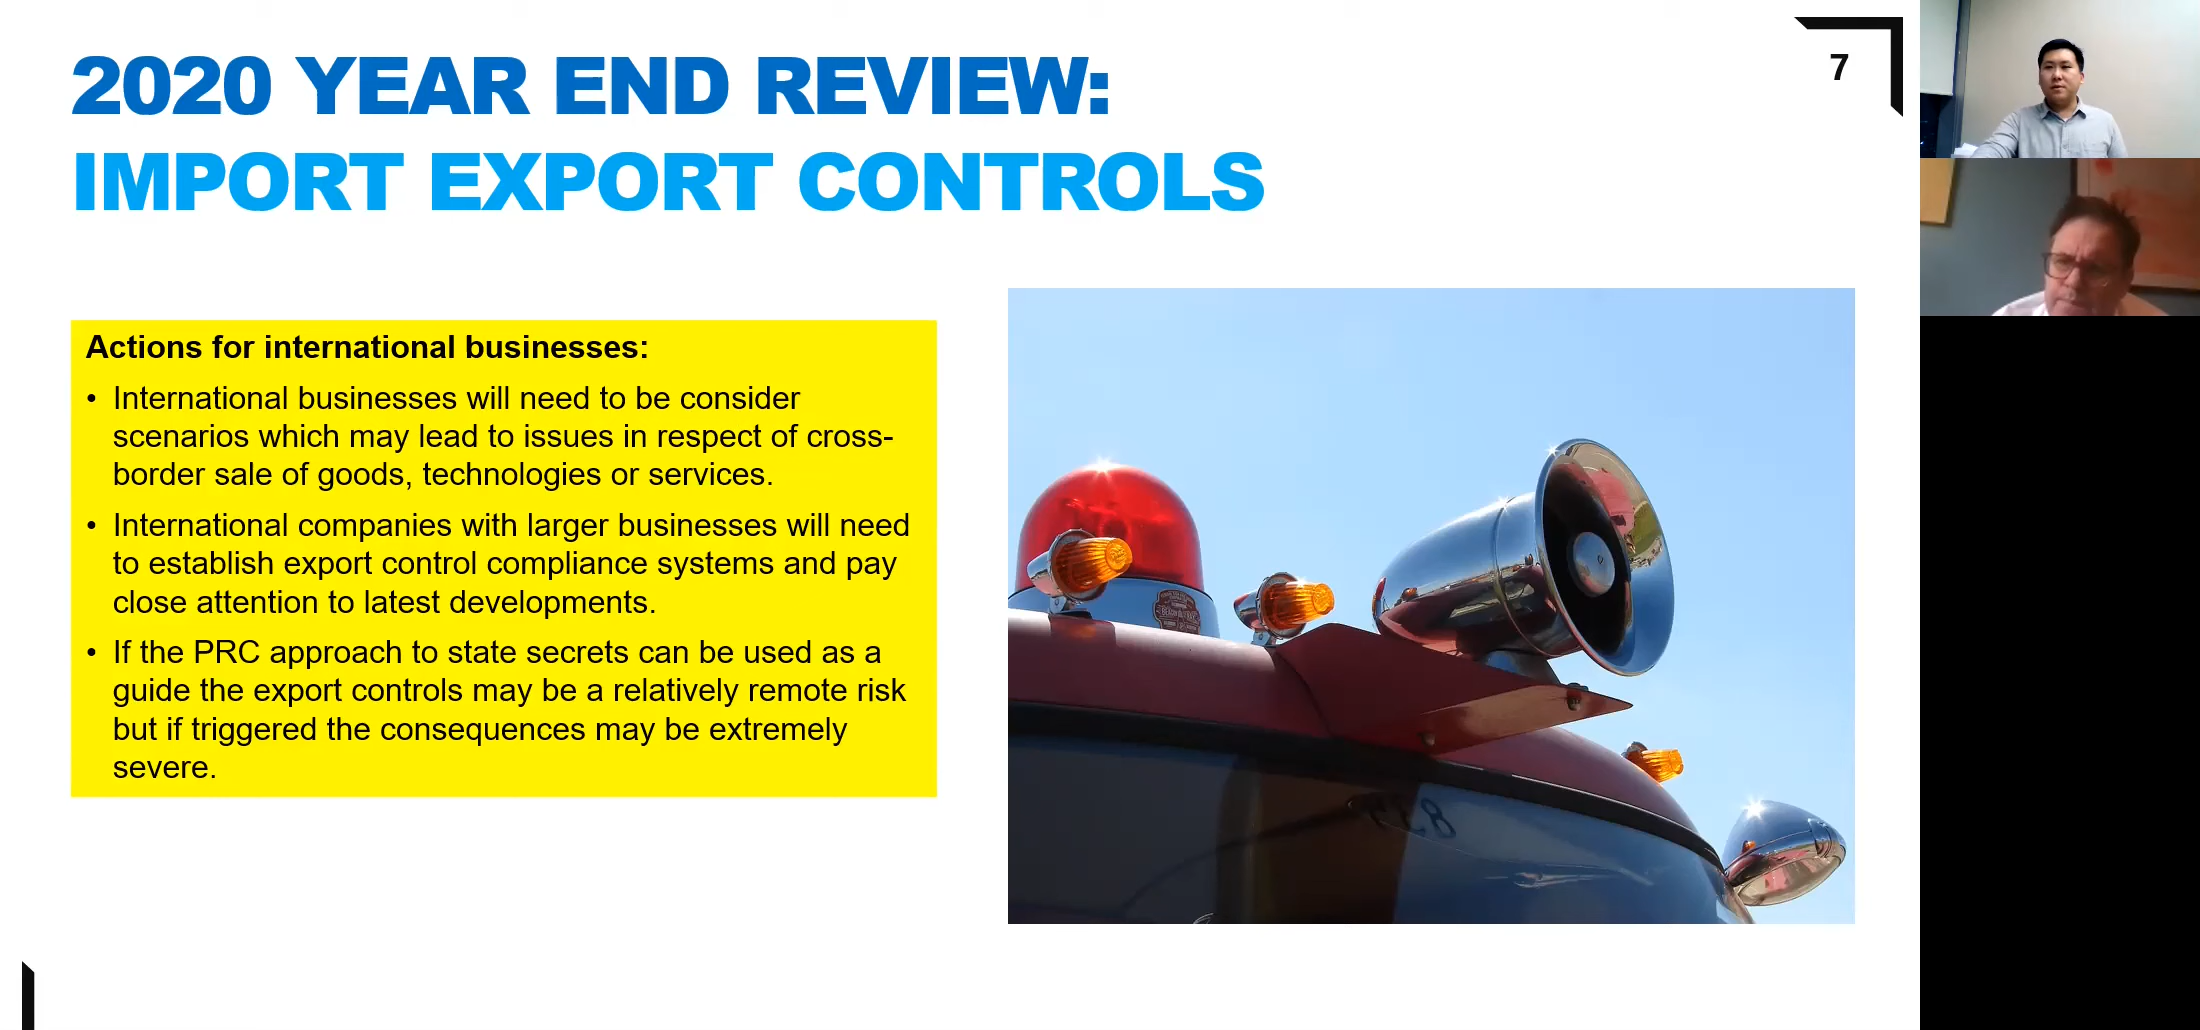 2020 YEAR END REVIEW:
IMPORT EXPORT CONTROLS
7
Actions for international businesses:
• International businesses will need to be consider
scenarios which may lead to issues in respect of cross-
border sale of goods, technologies or services.
• International companies with larger businesses will need
to establish export control compliance systems and pay
close attention to latest developments.
• If the PRC approach to state secrets can be used as a
guide the export controls may be a relatively remote risk
but if triggered the consequences may be extremely
severe.